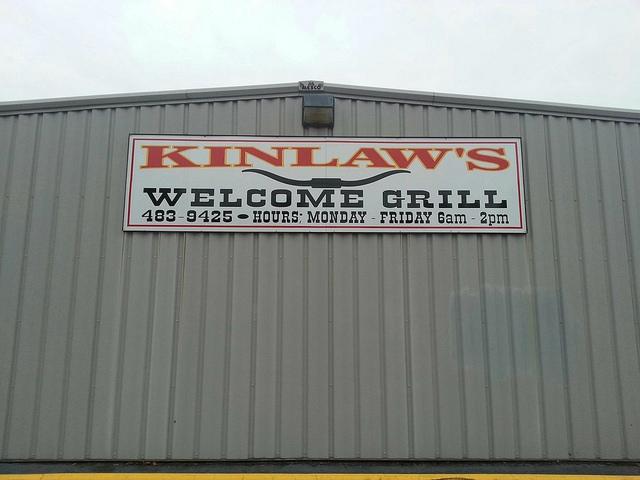 KINLAW'S
WELCOME GRILL
483-9425 • HOURS: MONDAY - FRIDAY 6am - 2pm